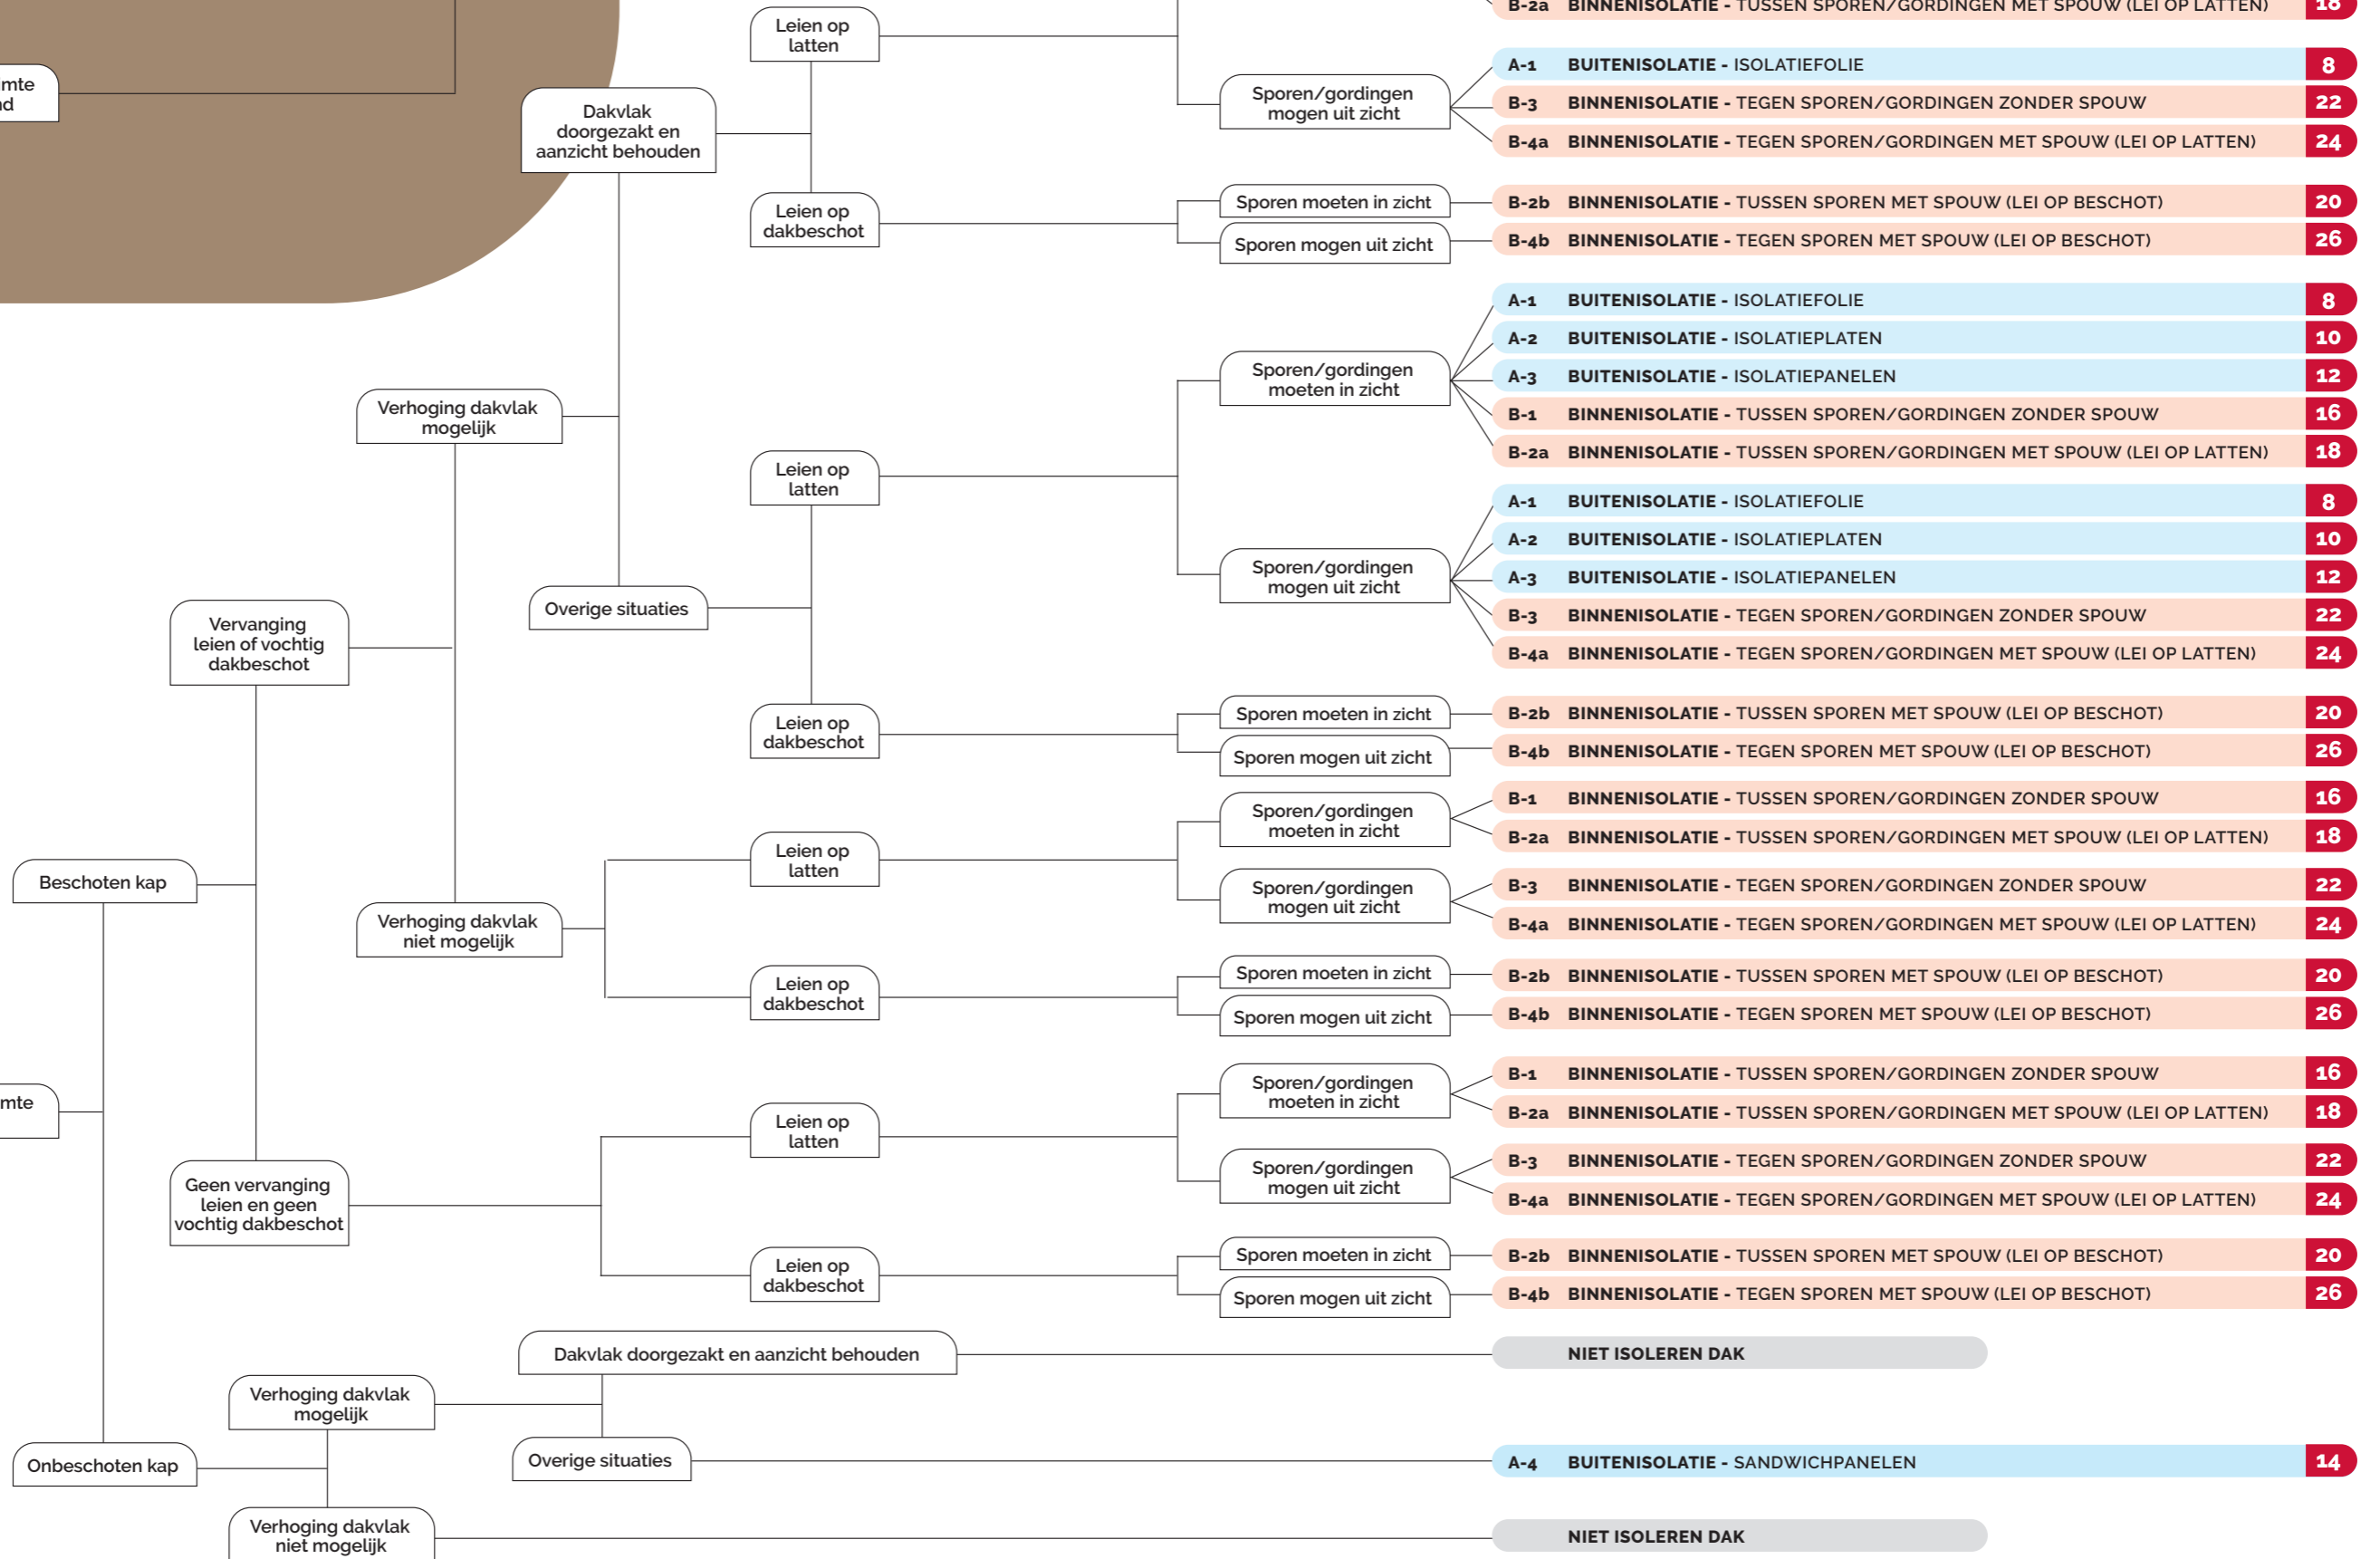 B-2a BINNENISOLATIE - TUSSEN SPOREN/GORDINGEN MET SPOUW (LEI OP LATTEN) 18
Leien op
latten
A-1 BUITENISOLATIE - ISOLATIEFOLIE 8
Sporen/gordingen
mogen uit zicht
B-3 BINNENISOLATIE - TEGEN SPOREN/GORDINGEN ZONDER SPOUW 22
B-4a BINNENISOLATIE - TEGEN SPOREN/GORDINGEN MET SPOUW (LEI OP LATTEN) 24
Dakvlak
doorgezakt en
aanzicht behouden
Leien op
dakbeschot
Sporen moeten in zicht
B-2b BINNENISOLATIE - TUSSEN SPOREN MET SPOUW (LEI OP BESCHOT) 20
Sporen mogen uit zicht
B-4b BINNENISOLATIE - TEGEN SPOREN MET SPOUW (LEI OP BESCHOT) 26
Verhoging dakvlak
mogelijk
Sporen/gordingen
moeten in zicht
A-1 BUITENISOLATIE - ISOLATIEFOLIE 8
A-2 BUITENISOLATIE - ISOLATIEPLATEN 10
A-3 BUITENISOLATIE - ISOLATIEPANELEN 12
B-1 BINNENISOLATIE - TUSSEN SPOREN/GORDINGEN ZONDER SPOUW 16
B-2a BINNENISOLATIE - TUSSEN SPOREN/GORDINGEN MET SPOUW (LEI OP LATTEN) 18
Leien op
latten
Sporen/gordingen
mogen uit zicht
A-1 BUITENISOLATIE - ISOLATIEFOLIE 8
A-2 BUITENISOLATIE - ISOLATIEPLATEN 10
A-3 BUITENISOLATIE - ISOLATIEPANELEN 12
B-3 BINNENISOLATIE - TEGEN SPOREN/GORDINGEN ZONDER SPOUW 22
B-4a BINNENISOLATIE - TEGEN SPOREN/GORDINGEN MET SPOUW (LEI OP LATTEN) 24
Overige situaties
Vervanging
leien of vochtig
dakbeschot
Leien op
dakbeschot
Sporen moeten in zicht
B-2b BINNENISOLATIE - TUSSEN SPOREN MET SPOUW (LEI OP BESCHOT) 20
Sporen mogen uit zicht
B-4b BINNENISOLATIE - TEGEN SPOREN MET SPOUW (LEI OP BESCHOT) 26
Beschoten kap
Verhoging dakvlak
niet mogelijk
Leien op
latten
Sporen/gordingen
moeten in zicht
B-1 BINNENISOLATIE - TUSSEN SPOREN/GORDINGEN ZONDER SPOUW 16
B-2a BINNENISOLATIE - TUSSEN SPOREN/GORDINGEN MET SPOUW (LEI OP LATTEN) 18
Sporen/gordingen
mogen uit zicht
B-3 BINNENISOLATIE - TEGEN SPOREN/GORDINGEN ZONDER SPOUW 22
B-4a BINNENISOLATIE - TEGEN SPOREN/GORDINGEN MET SPOUW (LEI OP LATTEN) 24
Leien op
dakbeschot
Sporen moeten in zicht
B-2b BINNENISOLATIE - TUSSEN SPOREN MET SPOUW (LEI OP BESCHOT) 20
Sporen mogen uit zicht
B-4b BINNENISOLATIE - TEGEN SPOREN MET SPOUW (LEI OP BESCHOT) 26
Geen vervanging
leien en geen
vochtig dakbeschot
Leien op
latten
Sporen/gordingen
moeten in zicht
B-1 BINNENISOLATIE - TUSSEN SPOREN/GORDINGEN ZONDER SPOUW 16
B-2a BINNENISOLATIE - TUSSEN SPOREN/GORDINGEN MET SPOUW (LEI OP LATTEN) 18
Sporen/gordingen
mogen uit zicht
B-3 BINNENISOLATIE - TEGEN SPOREN/GORDINGEN ZONDER SPOUW 22
B-4a BINNENISOLATIE - TEGEN SPOREN/GORDINGEN MET SPOUW (LEI OP LATTEN) 24
Leien op
dakbeschot
Sporen moeten in zicht
B-2b BINNENISOLATIE - TUSSEN SPOREN MET SPOUW (LEI OP BESCHOT) 20
Sporen mogen uit zicht
B-4b BINNENISOLATIE - TEGEN SPOREN MET SPOUW (LEI OP BESCHOT) 26
Dakvlak doorgezakt en aanzicht behouden
NIET ISOLEREN DAK
Verhoging dakvlak
mogelijk
Onbeschoten kap
Overige situaties
A-4 BUITENISOLATIE - SANDWICHPANELEN 14
Verhoging dakvlak
niet mogelijk
NIET ISOLEREN DAK